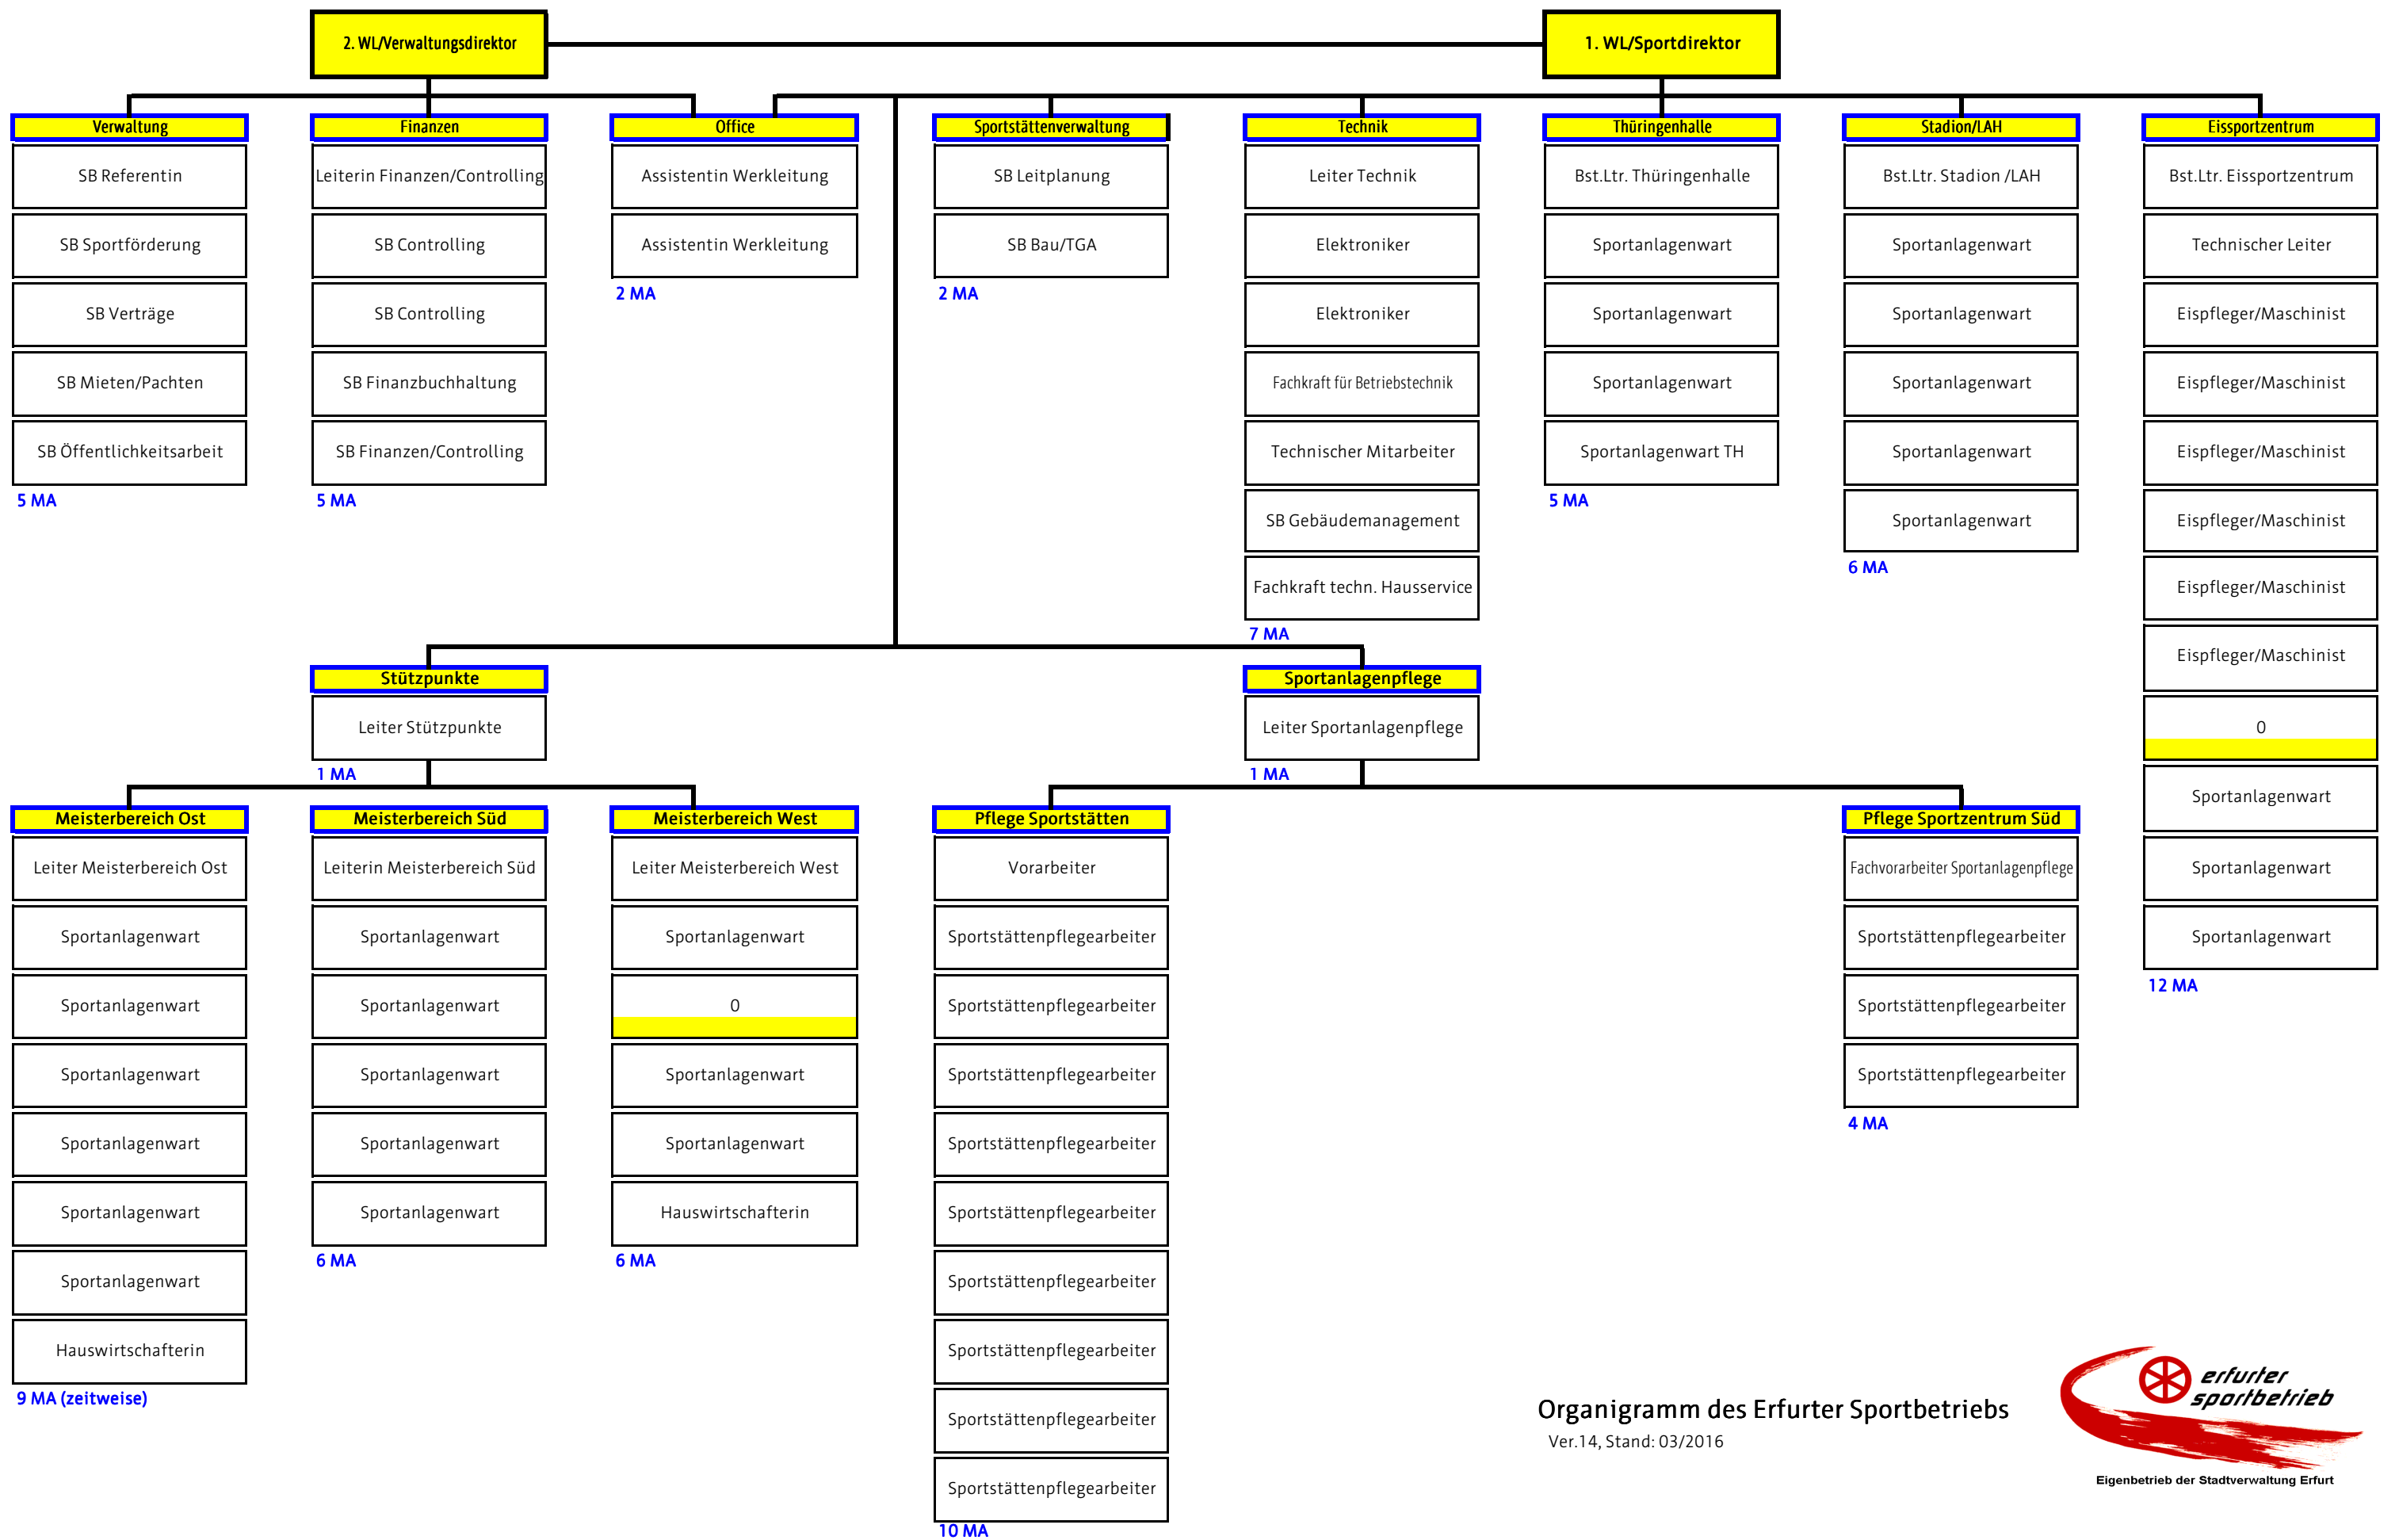 2. WL/Verwaltungsdirektor
1. WL/Sportdirektor
Verwaltung
SB Referentin
SB Sportförderung
SB Verträge
SB Mieten/Pachten
SB Öffentlichkeitsarbeit
5 MA
Finanzen
Leiterin Finanzen/Controlling
SB Controlling
SB Controlling
SB Finanzbuchhaltung
SB Finanzen/Controlling
5 MA
Office
Assistentin Werkleitung
Assistentin Werkleitung
2 MA
Sportstättenverwaltung
SB Leitplanung
SB Bau/TGA
2 MA
Technik
Leiter Technik
Elektroniker
Elektroniker
Fachkraft für Betriebstechnik
Technischer Mitarbeiter
SB Gebäudemanagement
Fachkraft techn. Hausservice
7 MA
Thüringenhalle
Bst.Ltr. Thüringenhalle
Sportanlagenwart
Sportanlagenwart
Sportanlagenwart
Sportanlagenwart TH
5 MA
Stadion/LAH
Bst.Ltr. Stadion /LAH
Sportanlagenwart
Sportanlagenwart
Sportanlagenwart
Sportanlagenwart
Sportanlagenwart
6 MA
Eissportzentrum
Bst.Ltr. Eissportzentrum
Technischer Leiter
Eispfleger/Maschinist
Eispfleger/Maschinist
Eispfleger/Maschinist
Eispfleger/Maschinist
Eispfleger/Maschinist
Eispfleger/Maschinist
0
Sportanlagenwart
Sportanlagenwart
Sportanlagenwart
12 MA
Stützpunkte
Leiter Stützpunkte
1 MA
Sportanlagenpflege
Leiter Sportanlagenpflege
1 MA
Meisterbereich Ost
Leiter Meisterbereich Ost
Sportanlagenwart
Sportanlagenwart
Sportanlagenwart
Sportanlagenwart
Sportanlagenwart
Sportanlagenwart
Hauswirtschafterin
9 MA (zeitweise)
Meisterbereich Süd
Leiterin Meisterbereich Süd
Sportanlagenwart
Sportanlagenwart
Sportanlagenwart
Sportanlagenwart
Sportanlagenwart
6 MA
Meisterbereich West
Leiter Meisterbereich West
Sportanlagenwart
0
Sportanlagenwart
Sportanlagenwart
Hauswirtschafterin
6 MA
Pflege Sportstätten
Vorarbeiter
Sportstättenpflegearbeiter
Sportstättenpflegearbeiter
Sportstättenpflegearbeiter
Sportstättenpflegearbeiter
Sportstättenpflegearbeiter
Sportstättenpflegearbeiter
Sportstättenpflegearbeiter
Sportstättenpflegearbeiter
Sportstättenpflegearbeiter
10 MA
Pflege Sportzentrum Süd
Fachvorarbeiter Sportanlagenpflege
Sportstättenpflegearbeiter
Sportstättenpflegearbeiter
Sportstättenpflegearbeiter
4 MA
Organigramm des Erfurter Sportbetriebs
Ver.14, Stand: 03/2016
erfurter
sportbetrieb
Eigenbetrieb der Stadtverwaltung Erfurt